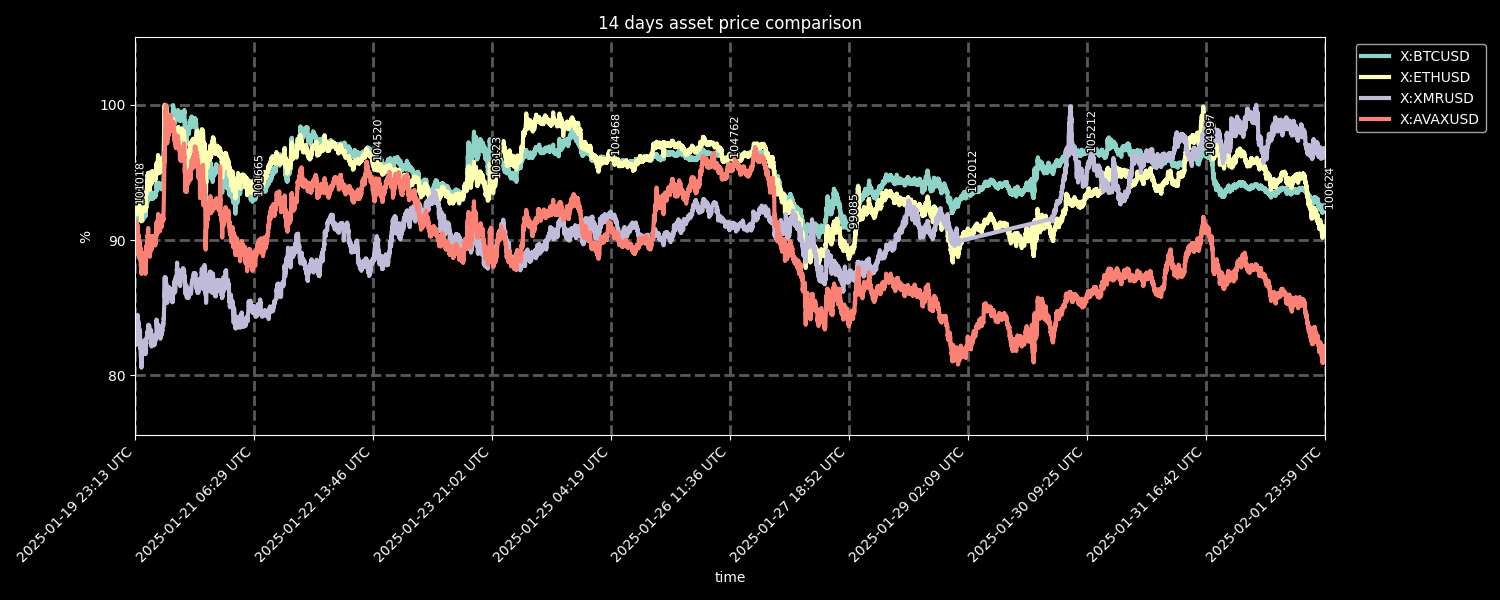 14 days asset price comparison
X:BTCUSD
X:ETHUSD
X:XMRUSD
X:AVAXUSD
100
90
80
%
101018
101665
104520
103123
104968
104762
99085
102012
105212
104997
100624
2025-01-19 23:13 UTC
2025-01-21 06:29 UTC
2025-01-22 13:46 UTC
2025-01-23 21:02 UTC
2025-01-25 04:19 UTC
2025-01-26 11:36 UTC
2025-01-27 18:52 UTC
2025-01-29 02:09 UTC
2025-01-30 09:25 UTC
2025-01-31 16:42 UTC
2025-02-01 23:59 UTC
time